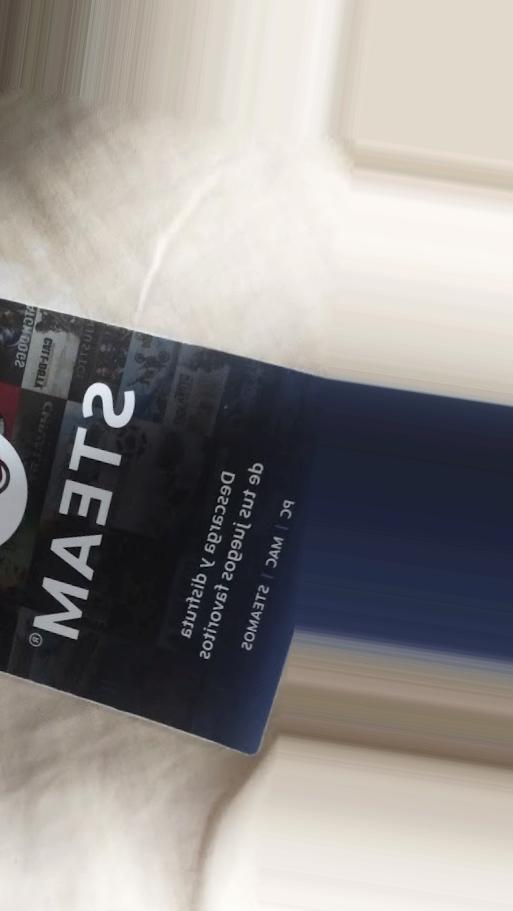 STEAM®
Descarga y disfruta
de tus juegos favoritos
PC | MAC | STEAMOS